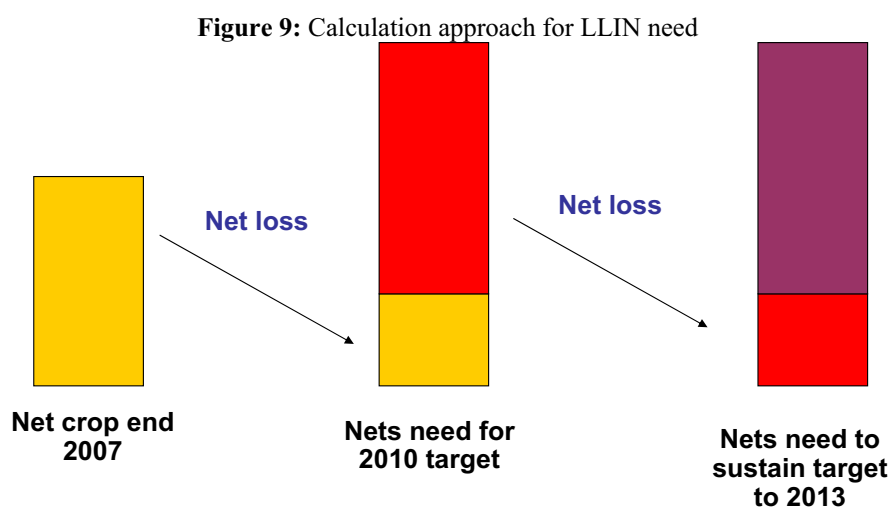 Figure 9: Calculation approach for LLIN need
Net loss
Net loss
Net crop end
2007
Nets need for
2010 target
Nets need to
sustain target
to 2013